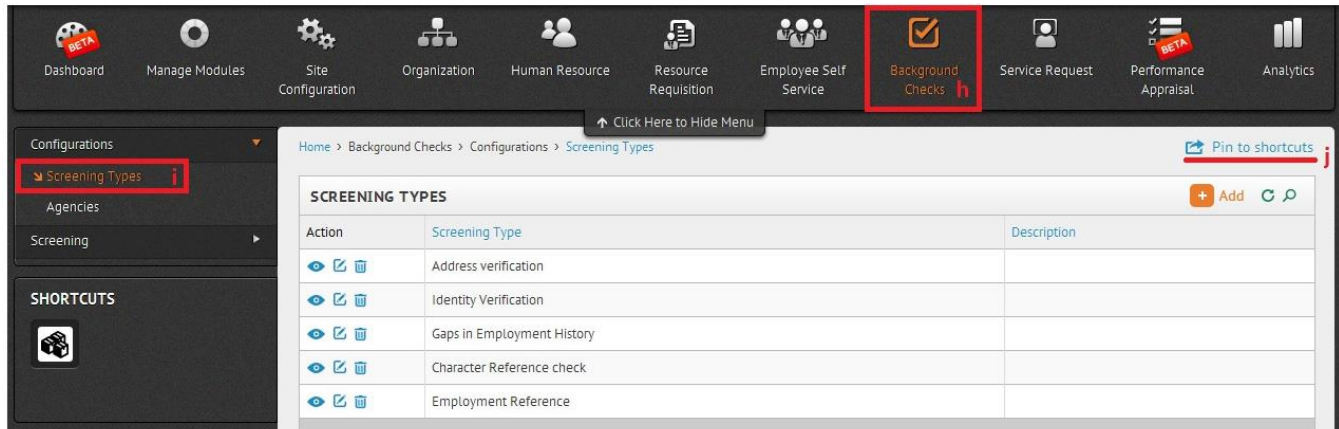 BETA
BETA
Dashboard
Manage Modules
Site
Configuration
Organization
Human Resource
Resource
Requisition
Employee Self
Service
Background
Checks h
Service Request
Performance
Appraisal
Analytics
Click Here to Hide Menu
Configurations
Screening Types i
Agencies
Screening
SHORTCUTS
Home > Background Checks > Configurations > Screening Types
Pin to shortcuts j
SCREENING TYPES
+ Add
Action Screening Type Description
Address verification
Identity Verification
Gaps in Employment History
Character Reference check
Employment Reference